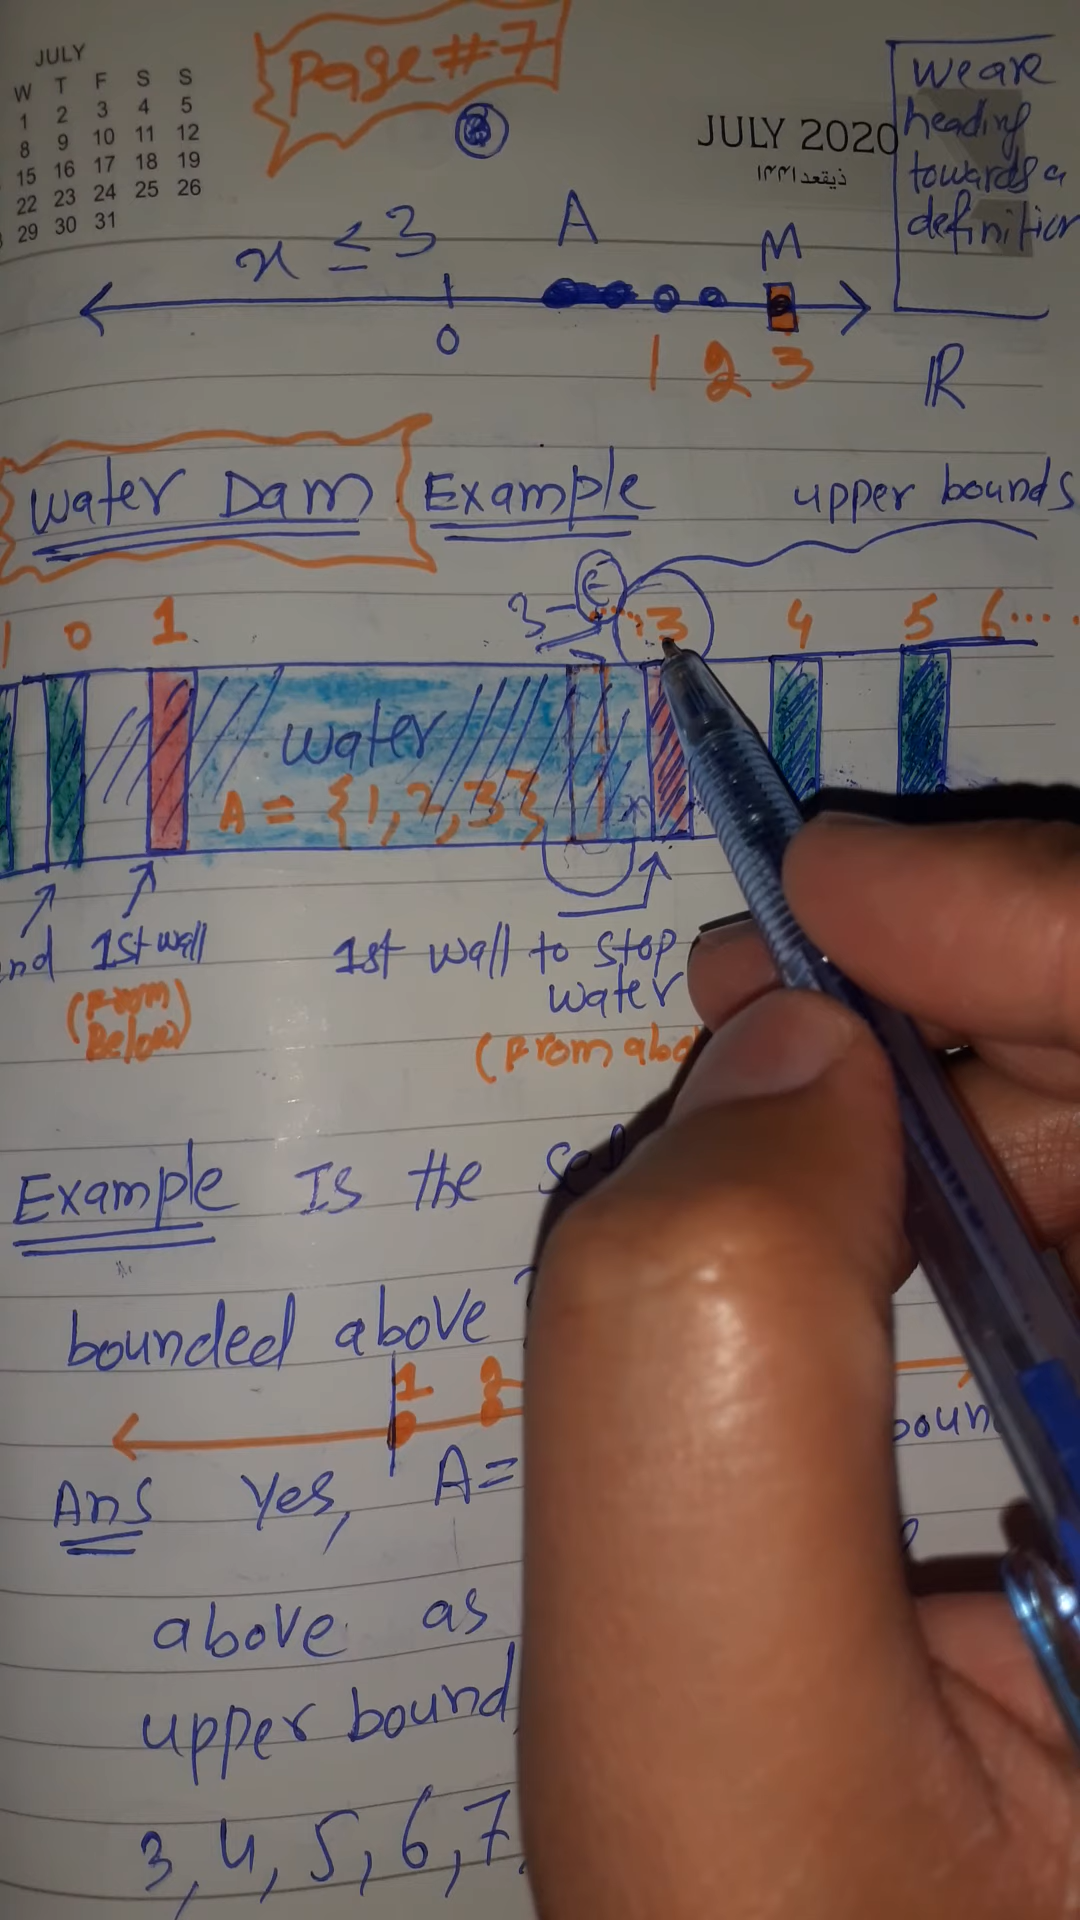 JULY
W T F S S
1 2 3 4 5
8 9 10 11 12
15 16 17 18 19
22 23 24 25 26
29 30 31
Page #7
JULY 2020
ذيقعد ١٤٤١
We are
heading
towards a
definition
x ≤ 3
A
M
0
1 2 3
R
Water Dam Example
upper bounds
3-ε
0 1 ....3 4 5 6....
Water
A = {1,2,3}
1st wall
(From
Below)
1st wall to stop
water
(From
Example Is the
bounded above ?
1 2
Ans Yes, A=
above as
upper bound
3, 4, 5, 6, 7,